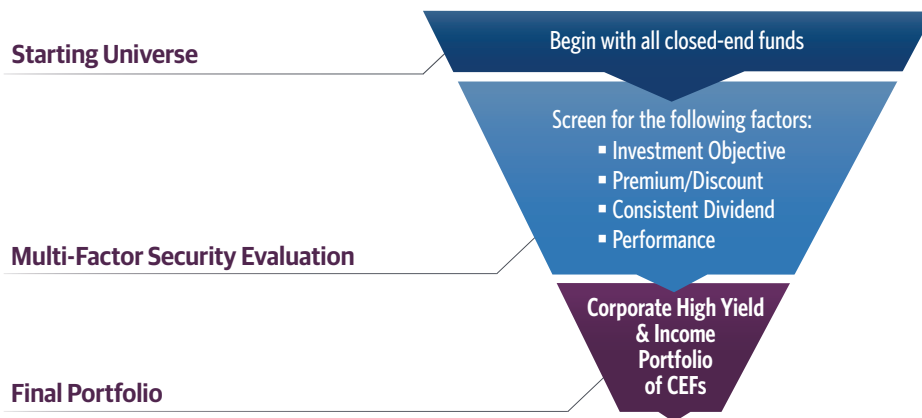 Starting Universe
Begin with all closed-end funds
Screen for the following factors:
▪ Investment Objective
▪ Premium/Discount
▪ Consistent Dividend
▪ Performance
Multi-Factor Security Evaluation
Corporate High Yield
& Income
Portfolio
of CEFs
Final Portfolio